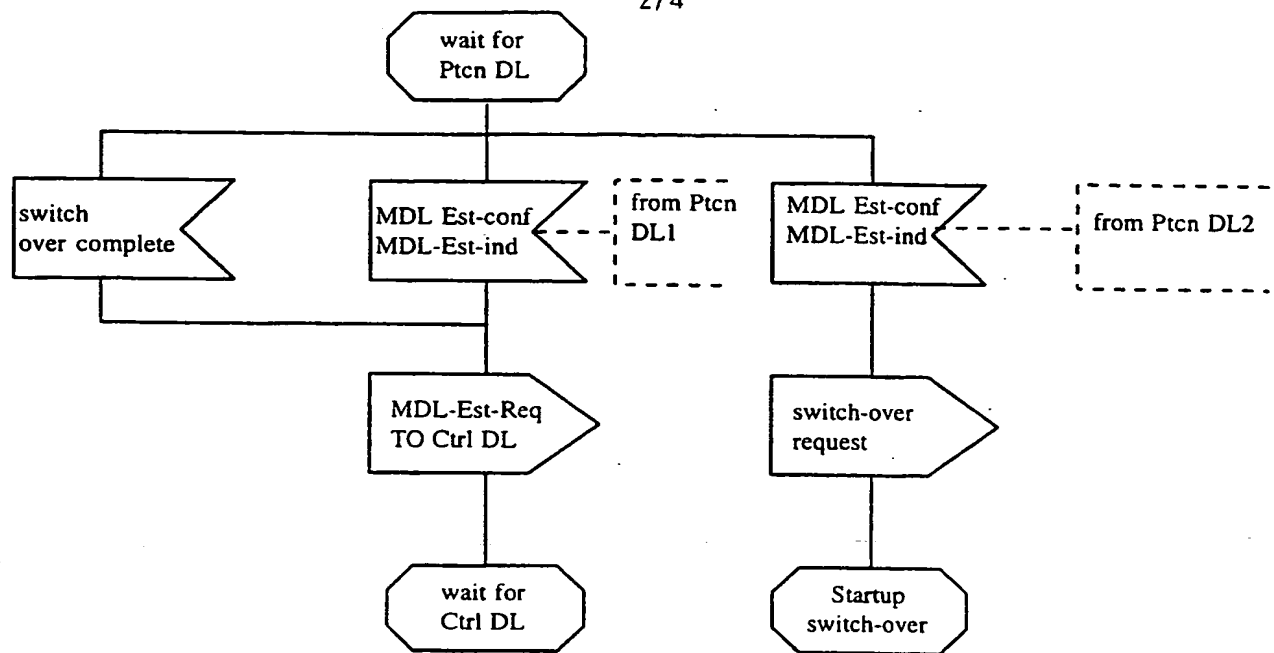 2/4
wait for
Ptcn DL
switch
over complete
MDL Est-conf
MDL-Est-ind
from Ptcn
DL1
MDL Est-conf
MDL-Est-ind
from Ptcn DL2
MDL-Est-Req
TO Ctrl DL
switch-over
request
wait for
Ctrl DL
Startup
switch-over